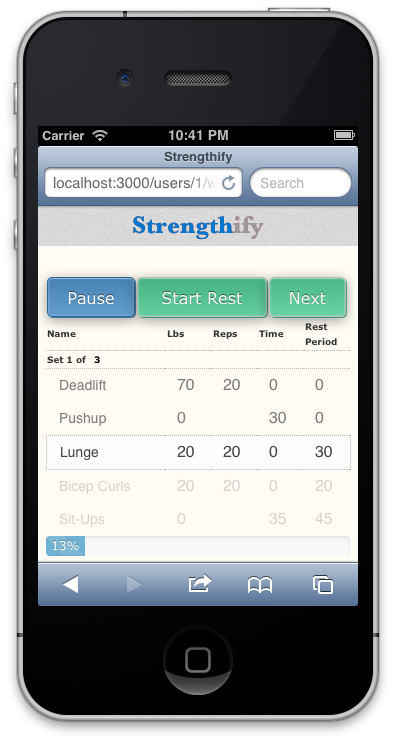 Carrier 10:41 PM
Strengthify
localhost:3000/users/1/w Search
Strengthify
Pause Start Rest Next
Name Lbs Reps Time Rest Period
Set 1 of 3
Deadlift 70 20 0 0
Pushup 0 30 0
Lunge 20 20 0 30
Bicep Curls 20 20 0 20
Sit-Ups 0 35 45
13%